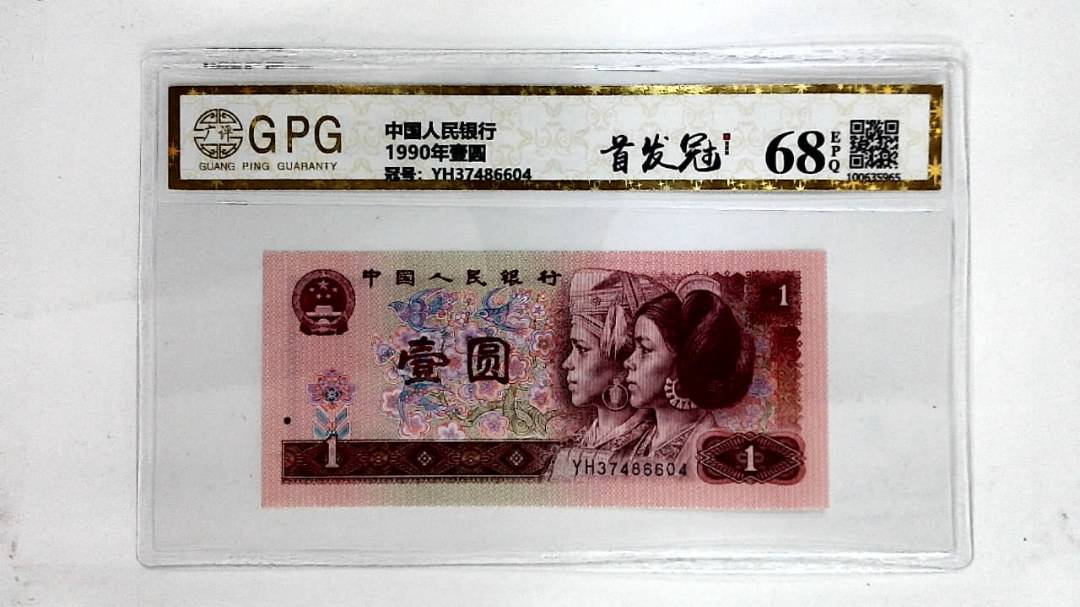 广评
GPG
GUANG PING GUARANTY
中国人民银行
1990年壹圆
冠号：YH37486604
首发冠
68
EPQ
100635965
中国人民银行
1
壹圆
1
YH37486604
1